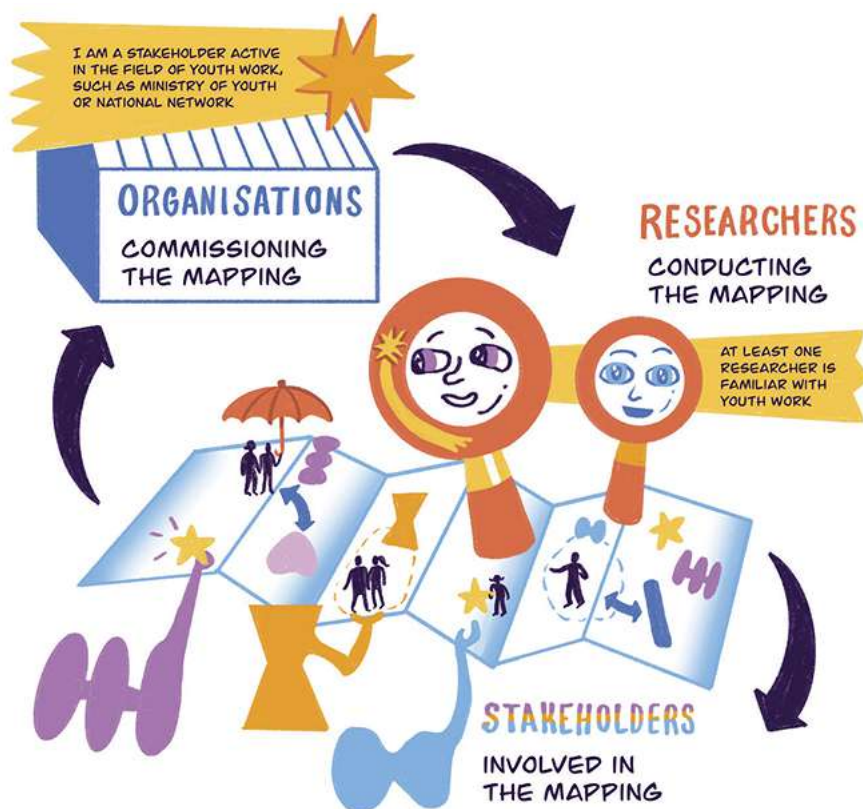 I AM A STAKEHOLDER ACTIVE
IN THE FIELD OF YOUTH WORK,
SUCH AS MINISTRY OF YOUTH
OR NATIONAL NETWORK
ORGANISATIONS
COMMISSIONING
THE MAPPING
RESEARCHERS
CONDUCTING
THE MAPPING
AT LEAST ONE
RESEARCHER IS
FAMILIAR WITH
YOUTH WORK
STAKEHOLDERS
INVOLVED IN
THE MAPPING